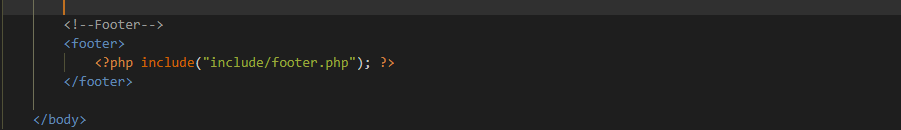 <!--Footer-->
<footer>
<?php include("include/footer.php"); ?>
</footer>
</body>